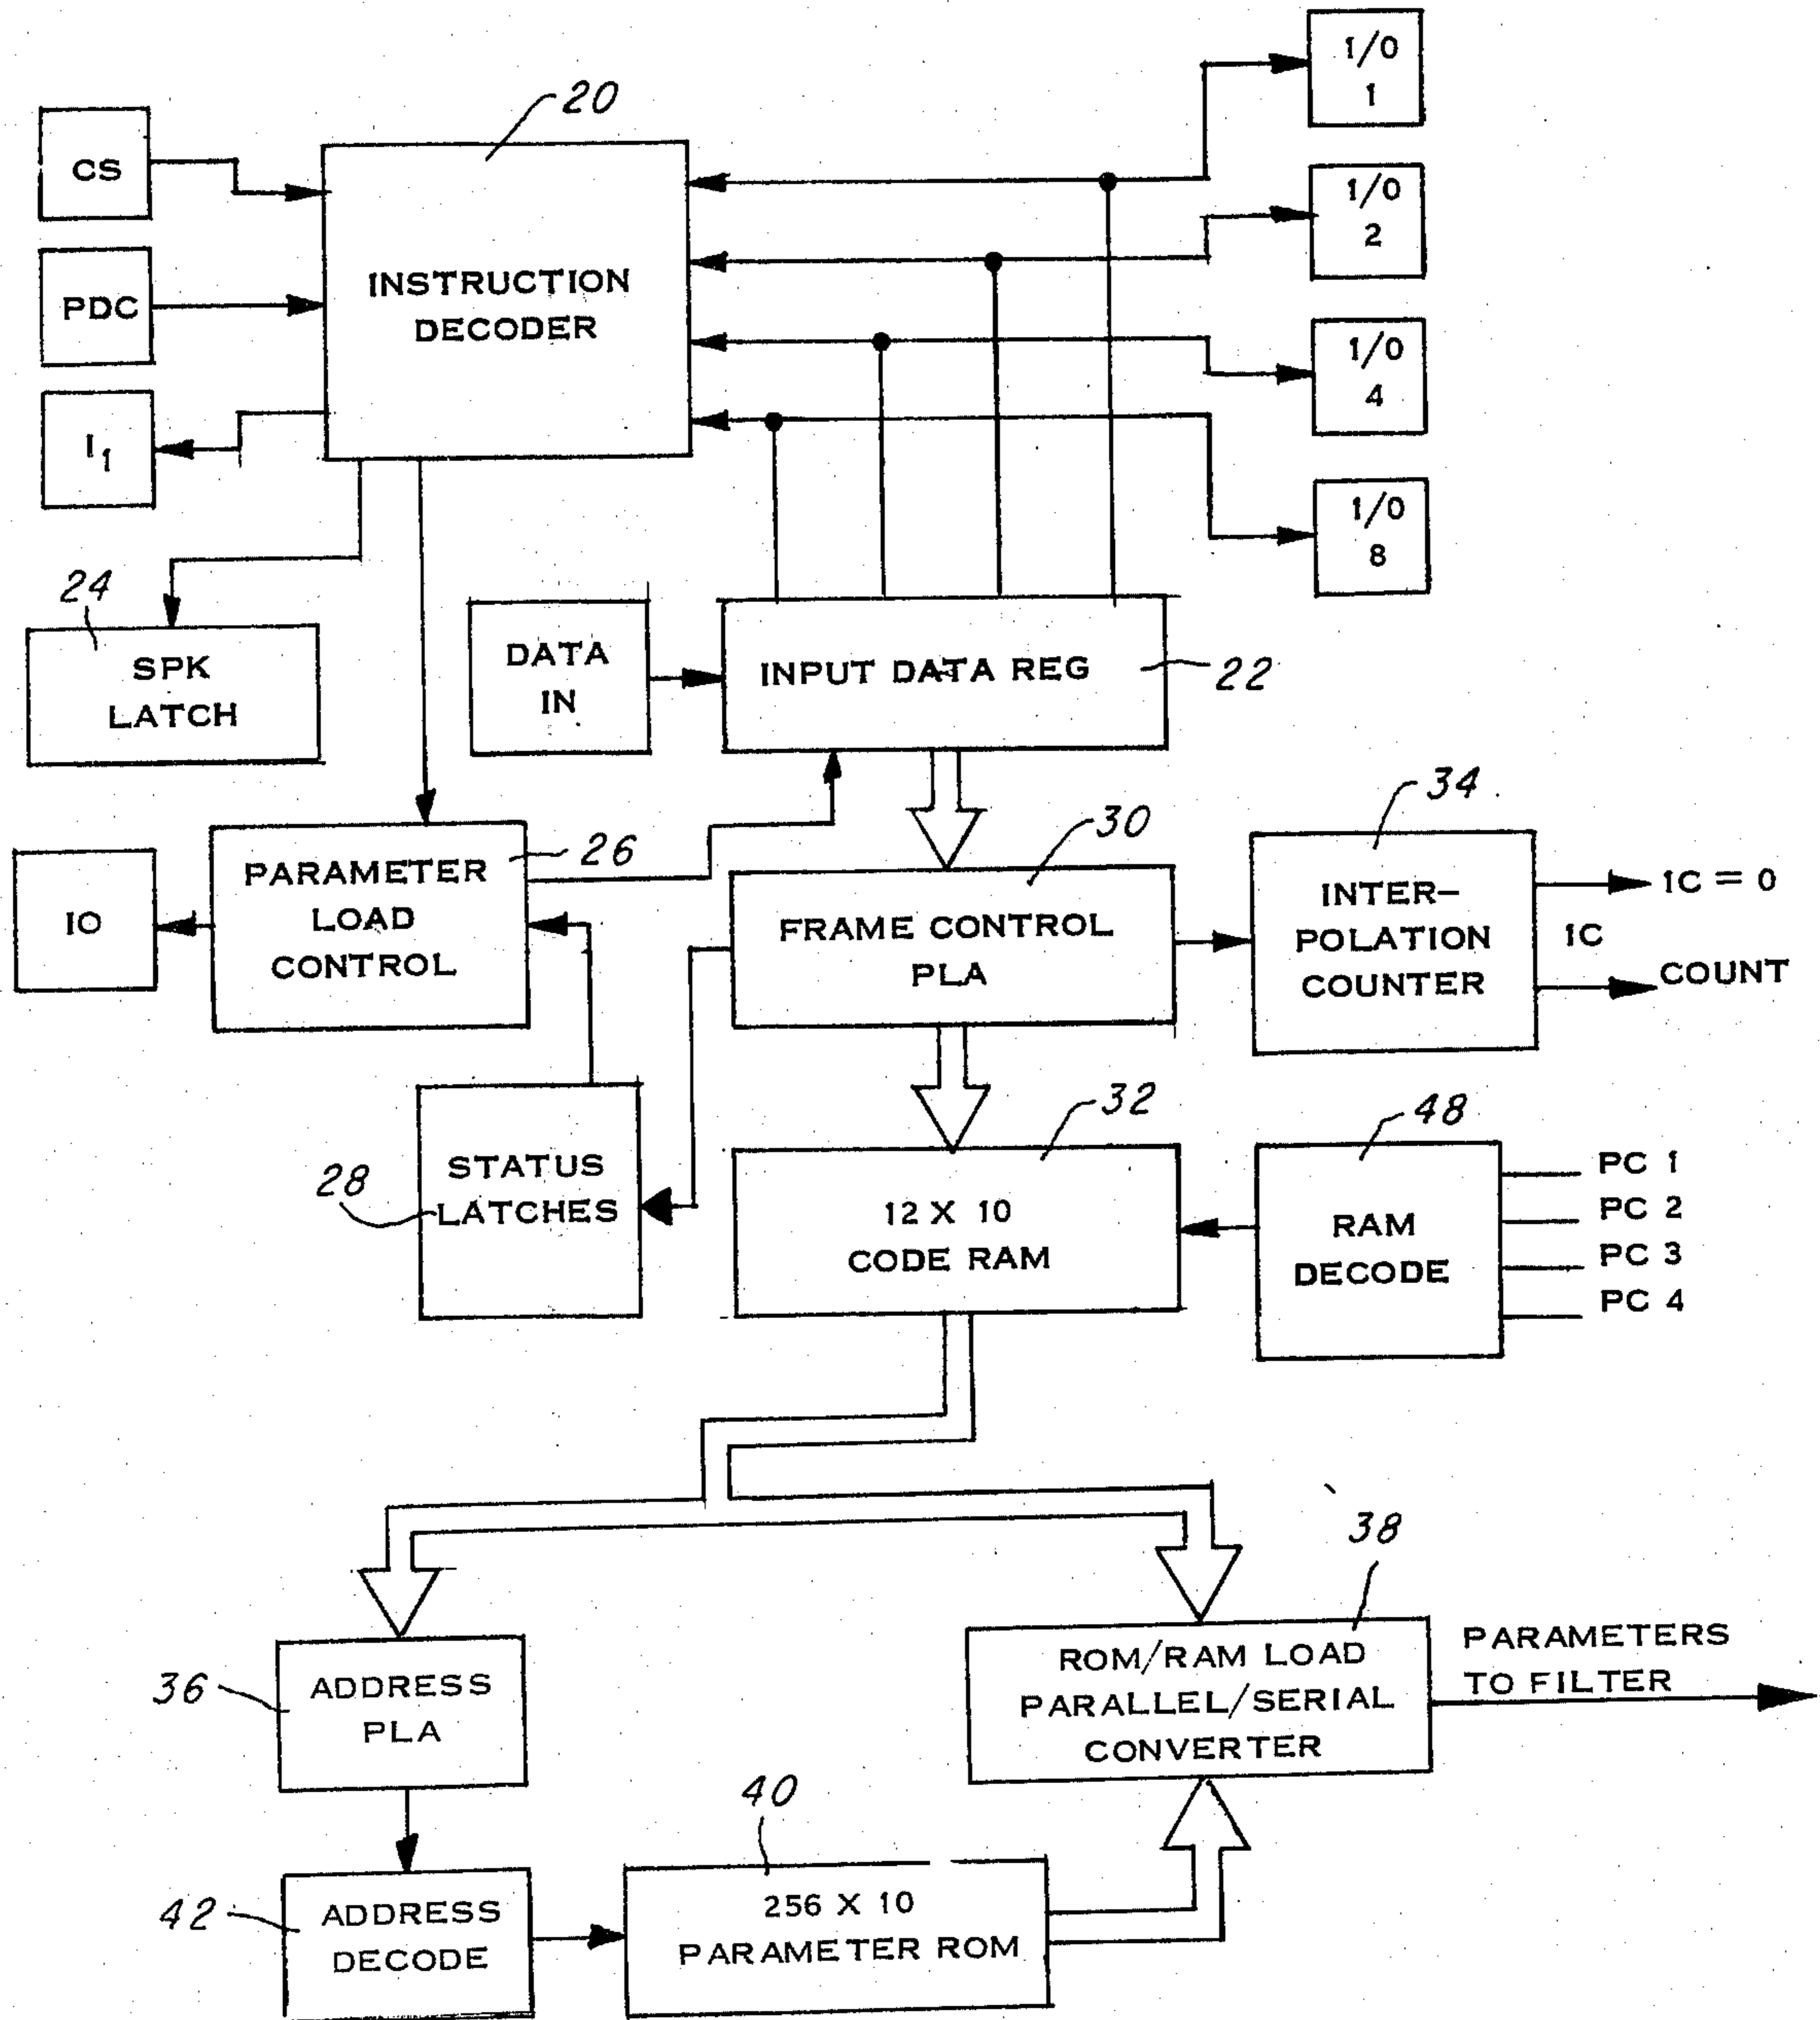 I/O
1
20
CS
I/O
2
PDC
INSTRUCTION
DECODER
I/O
4
I1
I/O
8
24
SPK
LATCH
DATA
IN
INPUT DATA REG
22
34
30
26
PARAMETER
LOAD
CONTROL
IO
FRAME CONTROL
PLA
INTER-
POLATION
COUNTER
IC = 0
IC
COUNT
32
48
28
STATUS
LATCHES
12 X 10
CODE RAM
RAM
DECODE
PC 1
PC 2
PC 3
PC 4
38
36
ADDRESS
PLA
ROM/RAM LOAD
PARALLEL/SERIAL
CONVERTER
PARAMETERS
TO FILTER
40
42
ADDRESS
DECODE
256 X 10
PARAMETER ROM